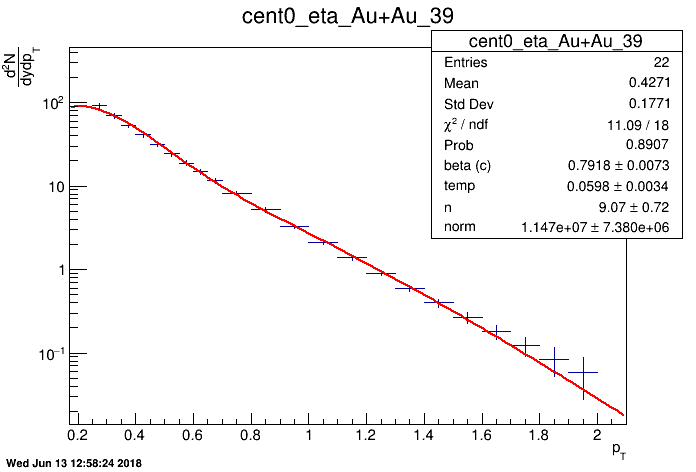 cent0_eta_Au+Au_39
d²N
dydp_T
cent0_eta_Au+Au_39
Entries 22
Mean 0.4271
Std Dev 0.1771
χ² / ndf 11.09 / 18
Prob 0.8907
beta (c) 0.7918 ± 0.0073
temp 0.0598 ± 0.0034
n 9.07 ± 0.72
norm 1.147e+07 ± 7.380e+06
10²
10
1
10⁻¹
0.2 0.4 0.6 0.8 1 1.2 1.4 1.6 1.8 2
p_T
Wed Jun 13 12:58:24 2018